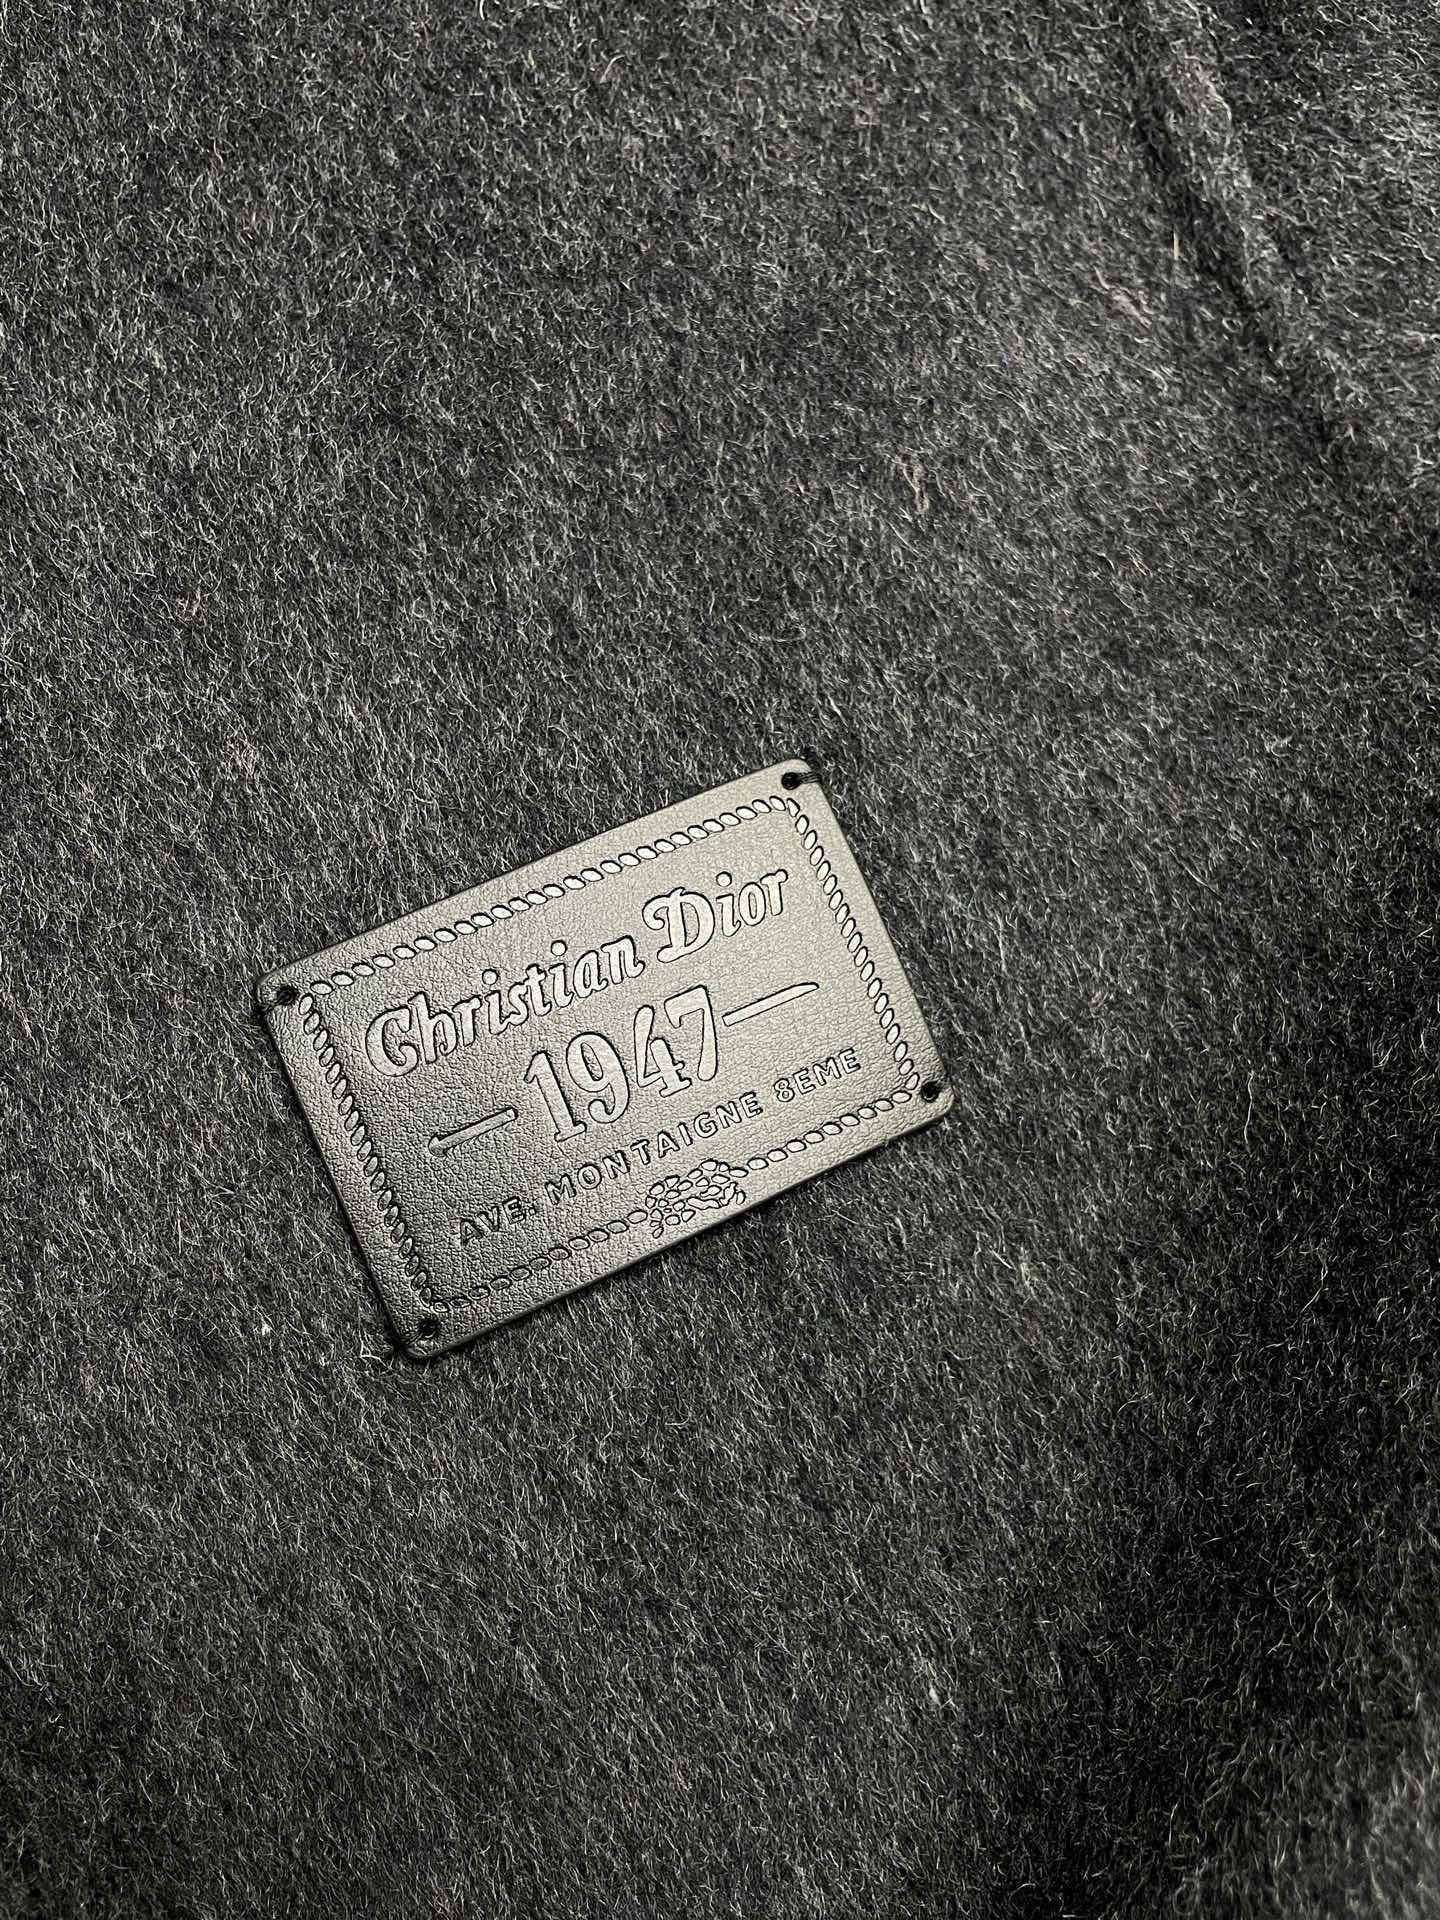 Christian Dior
—1947—
AVE. MONTAIGNE 8EME